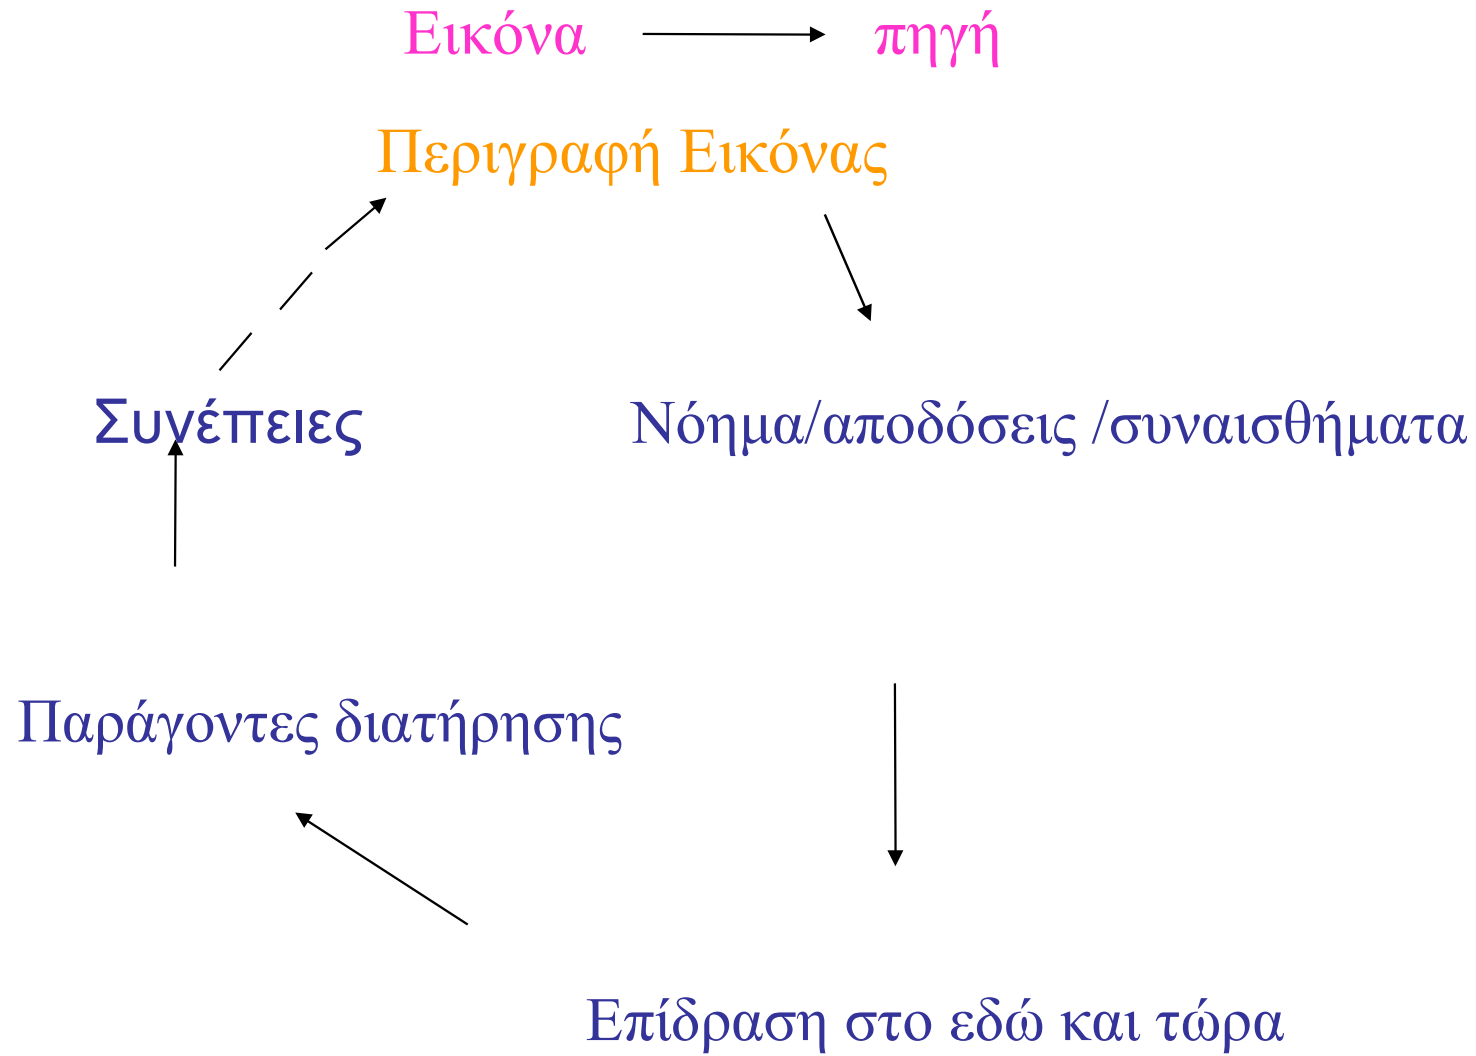 Εικόνα πηγή
Περιγραφή Εικόνας
Συνέπειες Νόημα/αποδόσεις /συναισθήματα
Παράγοντες διατήρησης
Επίδραση στο εδώ και τώρα